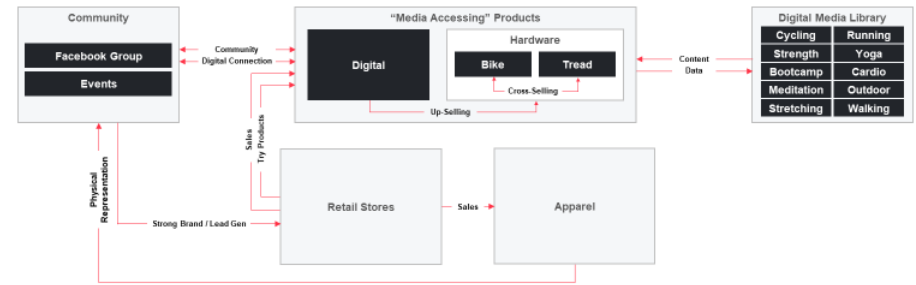 Community
Facebook Group
Events
Community
Digital Connection
“Media Accessing” Products
Digital
Hardware
Bike
Tread
Cross-Selling
Up-Selling
Content
Data
Digital Media Library
Cycling
Running
Strength
Yoga
Bootcamp
Cardio
Meditation
Outdoor
Stretching
Walking
Sales
Try Products
Physical
Representation
Strong Brand / Lead Gen
Retail Stores
Sales
Apparel